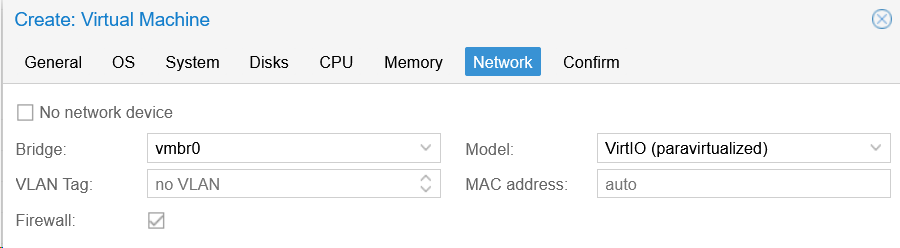 Create: Virtual Machine
General OS System Disks CPU Memory Network Confirm
No network device
Bridge: vmbr0 Model: VirtIO (paravirtualized)
VLAN Tag: no VLAN MAC address: auto
Firewall: